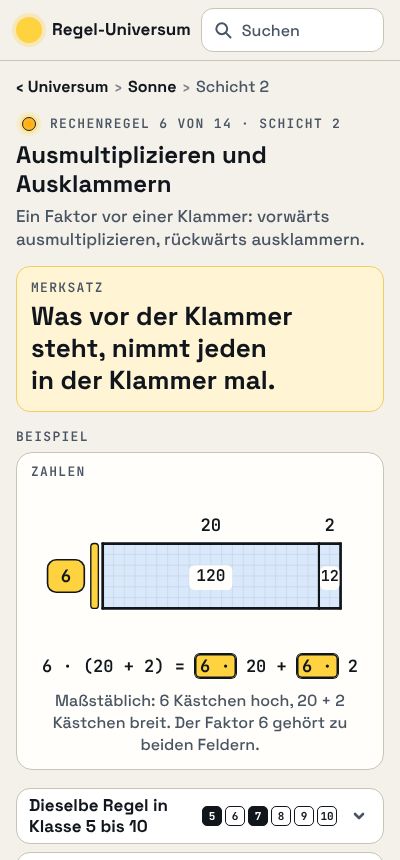 Regel-Universum
Suchen
‹ Universum > Sonne > Schicht 2
RECHENREGEL 6 VON 14 · SCHICHT 2
Ausmultiplizieren und
Ausklammern
Ein Faktor vor einer Klammer: vorwärts
ausmultiplizieren, rückwärts ausklammern.
MERKSATZ
Was vor der Klammer
steht, nimmt jeden
in der Klammer mal.
BEISPIEL
ZAHLEN
20 2
6 120 12
6 · (20 + 2) = 6 · 20 + 6 · 2
Maßstäblich: 6 Kästchen hoch, 20 + 2
Kästchen breit. Der Faktor 6 gehört zu
beiden Feldern.
Dieselbe Regel in
Klasse 5 bis 10
5 6 7 8 9 10